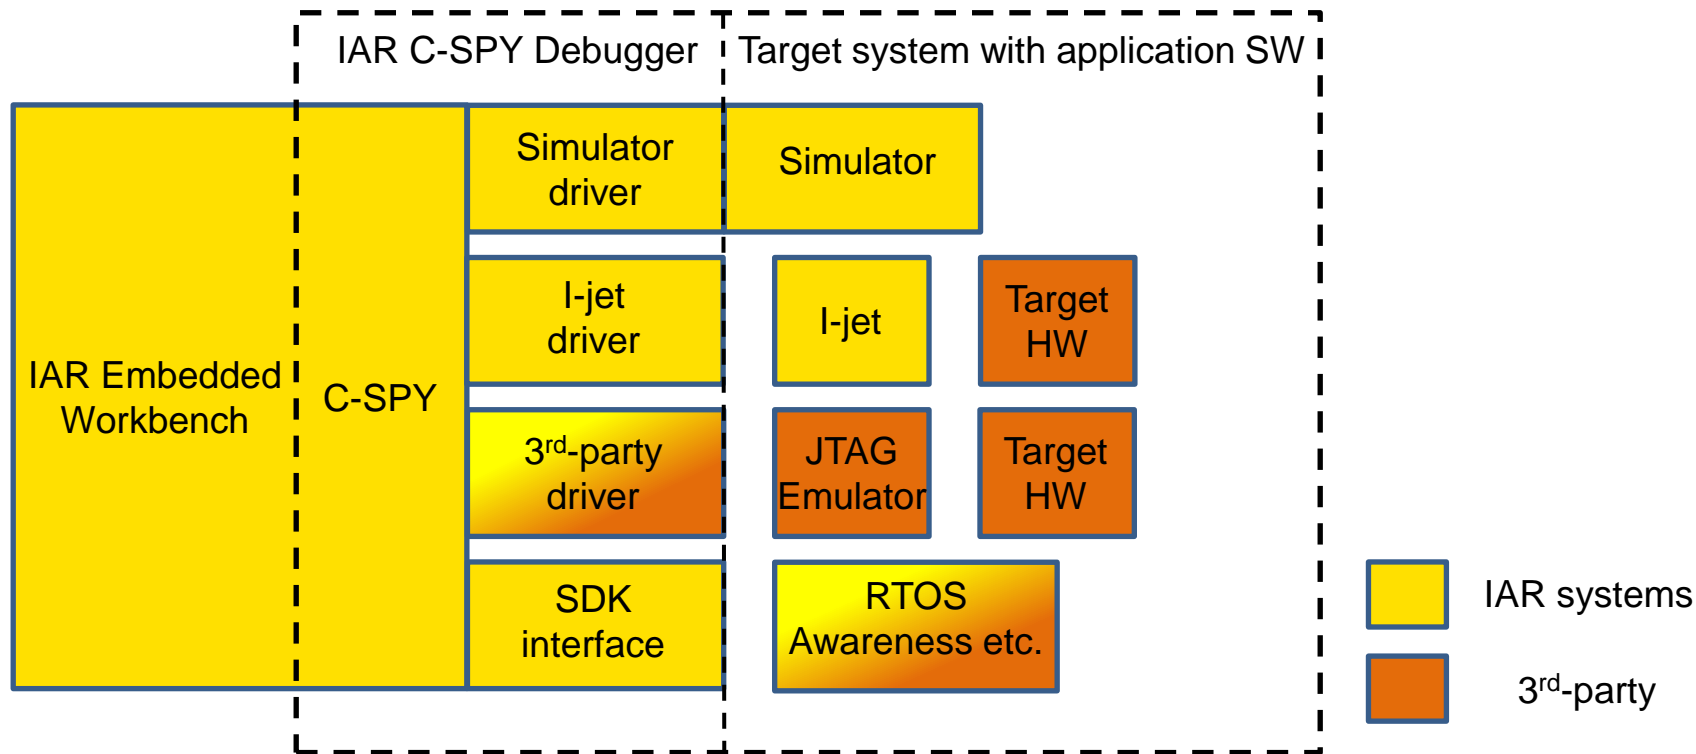 IAR C-SPY Debugger
Target system with application SW
IAR Embedded
Workbench
C-SPY
Simulator
driver
Simulator
I-jet
driver
I-jet
Target
HW
3rd-party
driver
JTAG
Emulator
Target
HW
SDK
interface
RTOS
Awareness etc.
IAR systems
3rd-party